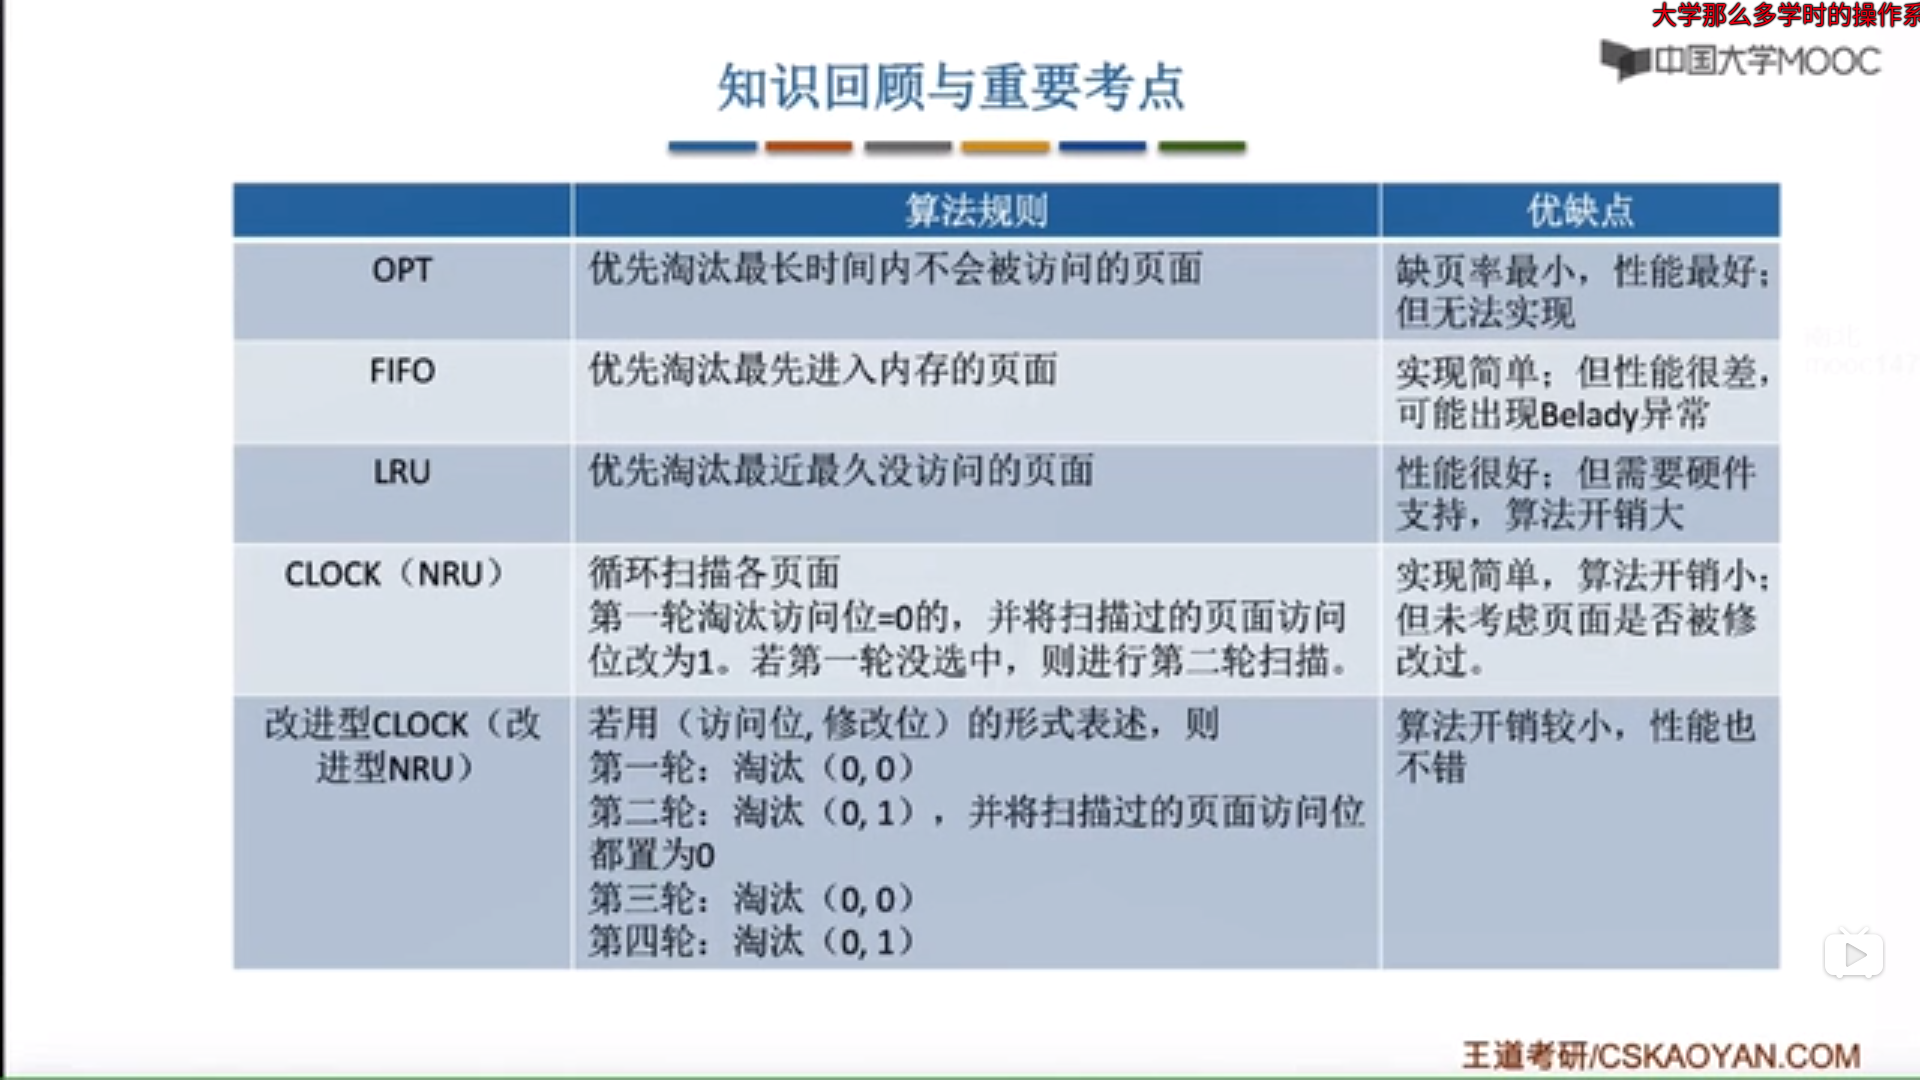 大学那么多学时的操作系
中国大学MOOC
知识回顾与重要考点
算法规则
优缺点
OPT
优先淘汰最长时间内不会被访问的页面
缺页率最小，性能最好；
但无法实现
FIFO
优先淘汰最先进入内存的页面
实现简单；但性能很差，
可能出现Belady异常
LRU
优先淘汰最近最久没访问的页面
性能很好；但需要硬件
支持，算法开销大
CLOCK（NRU）
循环扫描各页面
第一轮淘汰访问位=0的，并将扫描过的页面访问
位改为1。若第一轮没选中，则进行第二轮扫描。
实现简单，算法开销小；
但未考虑页面是否被修
改过。
改进型CLOCK（改
进型NRU）
若用（访问位, 修改位）的形式表述，则
第一轮：淘汰（0, 0）
第二轮：淘汰（0, 1），并将扫描过的页面访问位
都置为0
第三轮：淘汰（0, 0）
第四轮：淘汰（0, 1）
算法开销较小，性能也
不错
mooc147
王道考研/CSKAOYAN.COM